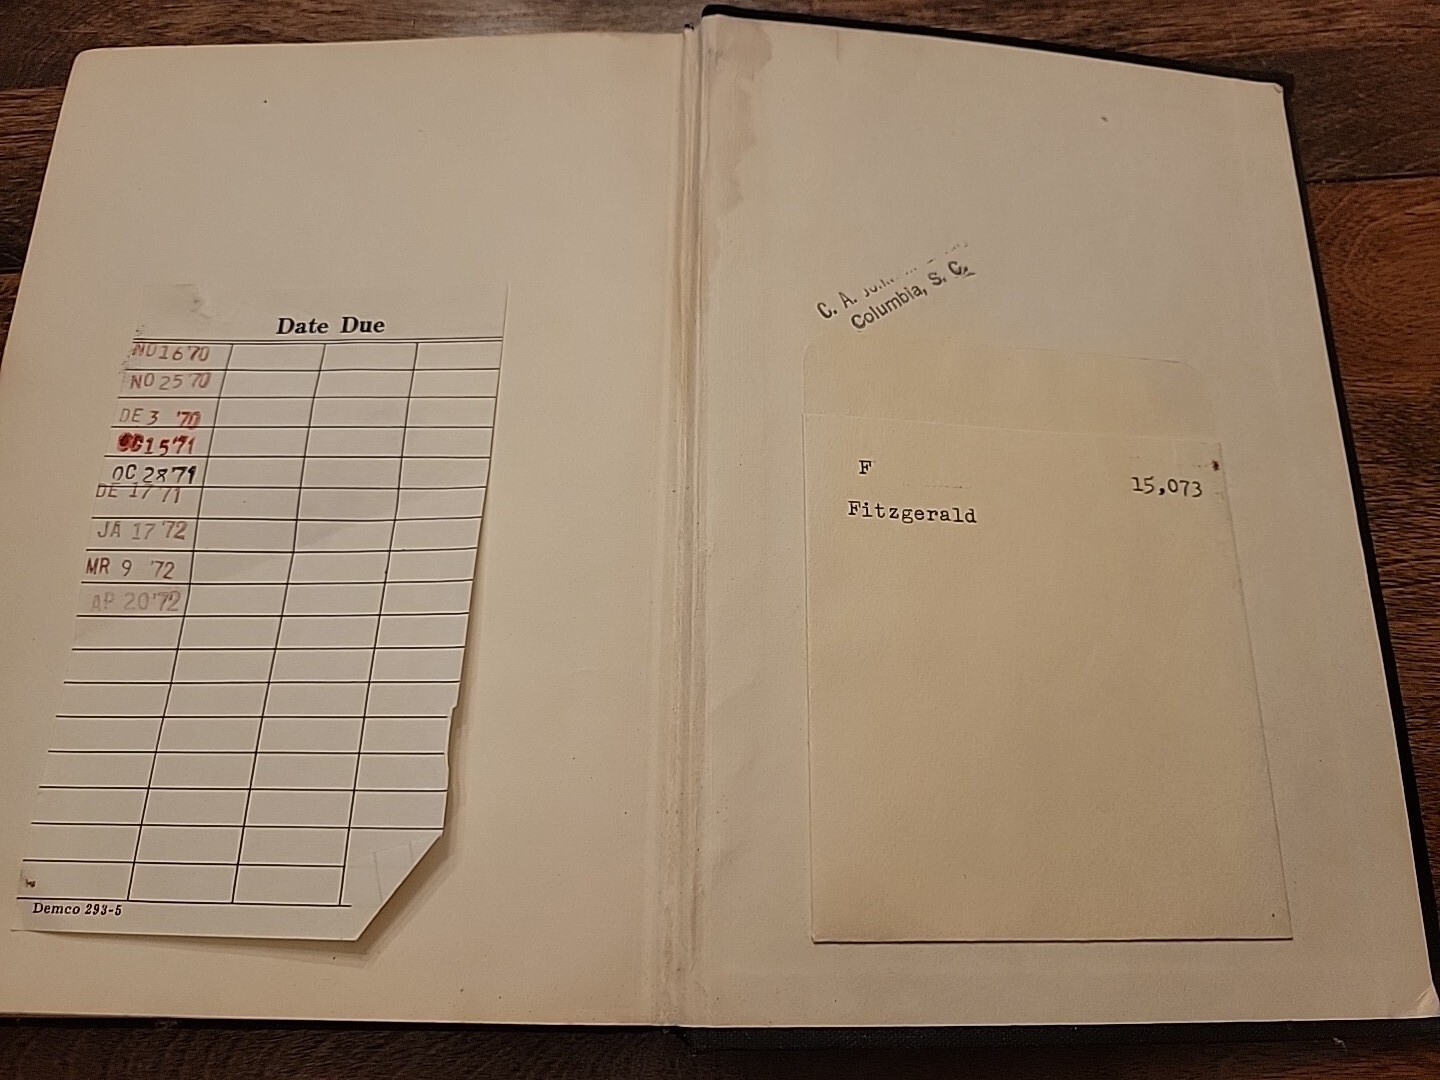 Date Due
NO 16 '70
NO 25 '70
DE 3 '70
15 '71
OC 28 '71
DE 17 '71
JA 17 '72
MR 9 '72
AP 20 '72
Demco 293-5
C. A.
Columbia, S. C.
F
15,073
Fitzgerald